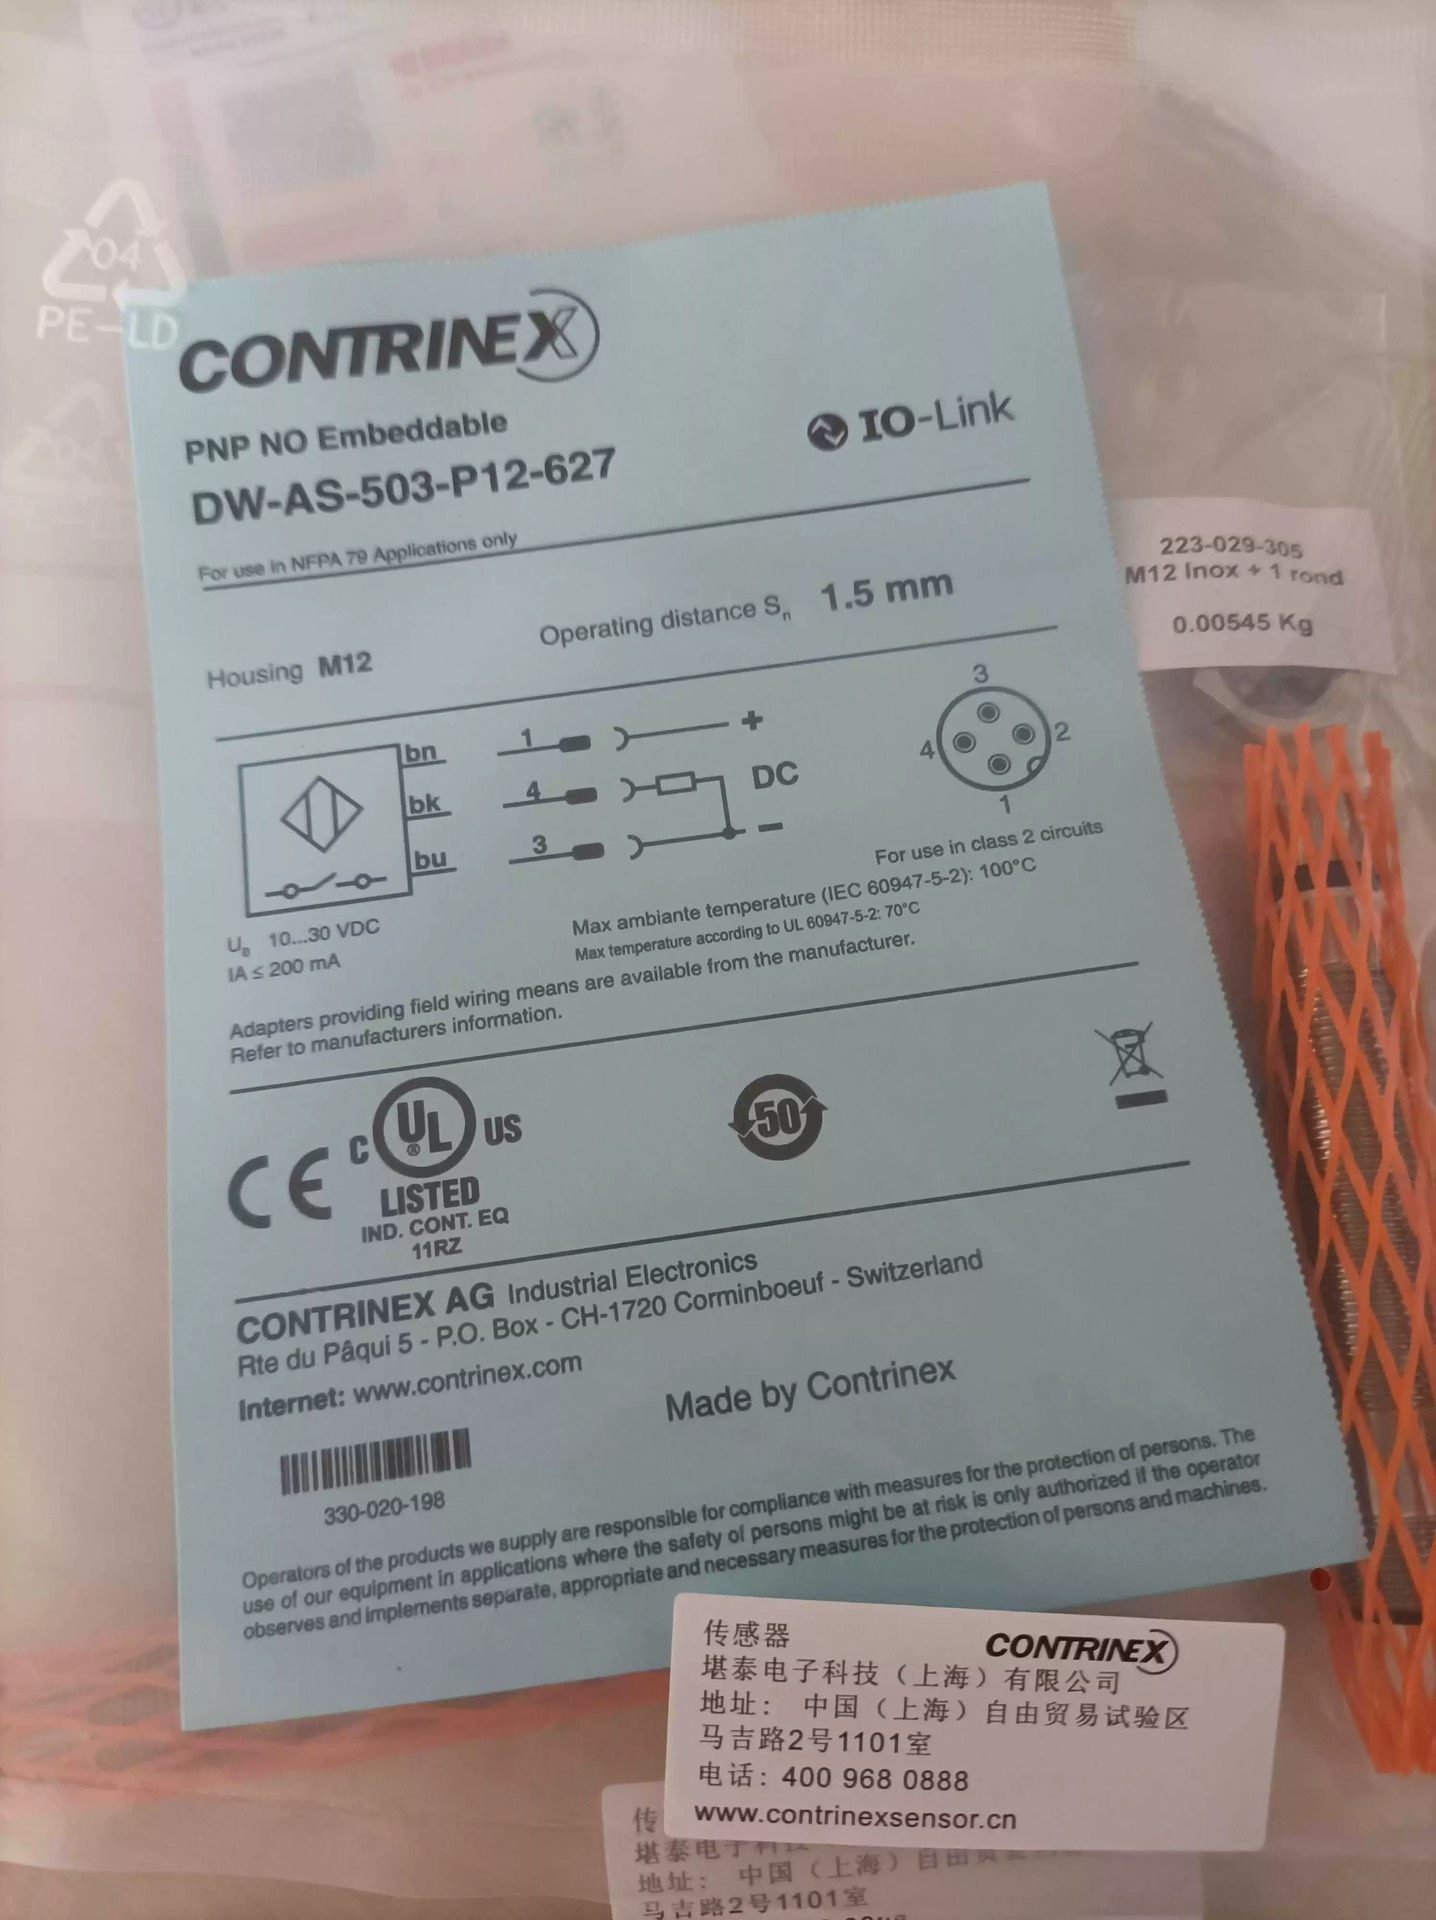 04
PE-LD
CONTRINEX
PNP NO Embeddable
IO-Link
DW-AS-503-P12-627
For use in NFPA 79 Applications only
223-029-305
M12 Inox + 1 rond
0.00545 Kg
Housing M12
Operating distance Sn 1.5 mm
bn 1 +
bk 4 DC
bu 3 -
3
4 2
1
For use in class 2 circuits
UB 10...30 VDC
IA ≤ 200 mA
Max ambiante temperature (IEC 60947-5-2): 100°C
Max temperature according to UL 60947-5-2: 70°C
Adapters providing field wiring means are available from the manufacturer.
Refer to manufacturers information.
CE
C UL US
®
LISTED
IND. CONT. EQ
11RZ
50
CONTRINEX AG Industrial Electronics
Rte du Pâqui 5 - P.O. Box - CH-1720 Corminboeuf - Switzerland
Internet: www.contrinex.com
Made by Contrinex
330-020-198
Operators of the products we supply are responsible for compliance with measures for the protection of persons. The
use of our equipment in applications where the safety of persons might be at risk is only authorized if the operator
observes and implements separate, appropriate and necessary measures for the protection of persons and machines.
传感器
CONTRINEX
堪泰电子科技（上海）有限公司
地址： 中国（上海）自由贸易试验区
马吉路2号1101室
电话：400 968 0888
www.contrinexsensor.cn
传
堪泰电子科技
地址： 中国（上海）自由
马吉路2号1101室